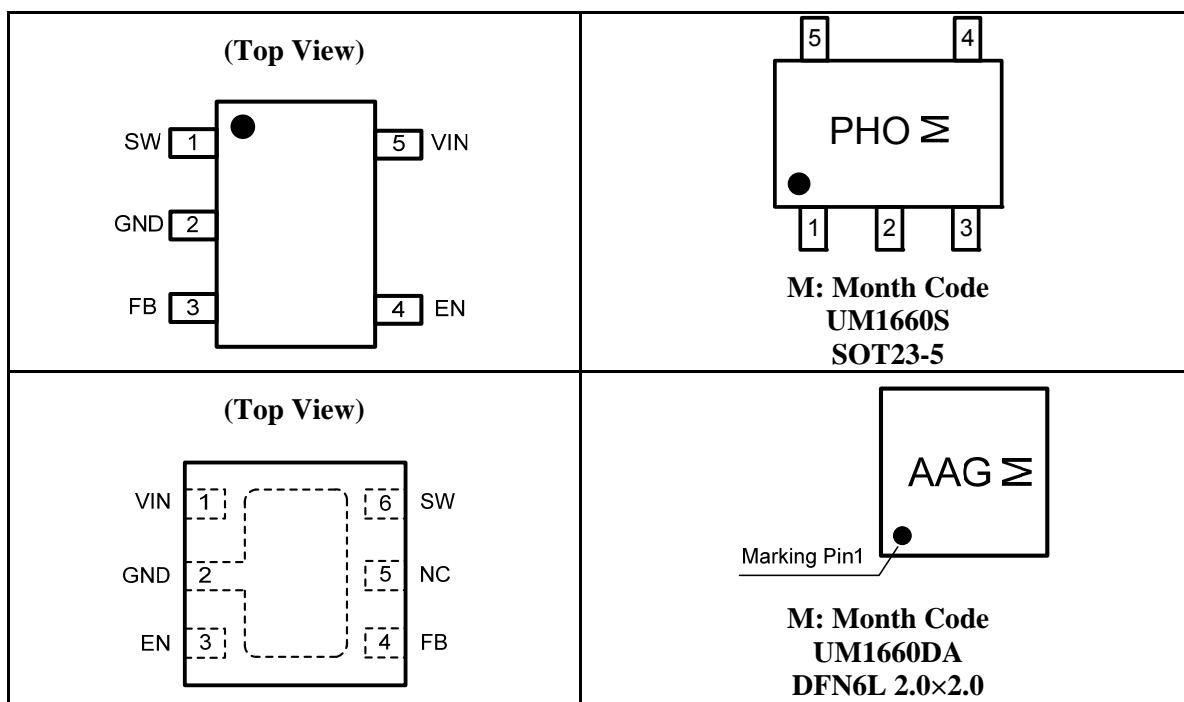 (Top View)
SW 1
5 VIN
GND 2
FB 3
4 EN
5 4
PHO M
1 2 3
M: Month Code
UM1660S
SOT23-5
(Top View)
VIN 1
6 SW
GND 2
5 NC
EN 3
4 FB
AAG M
Marking Pin1
M: Month Code
UM1660DA
DFN6L 2.0×2.0